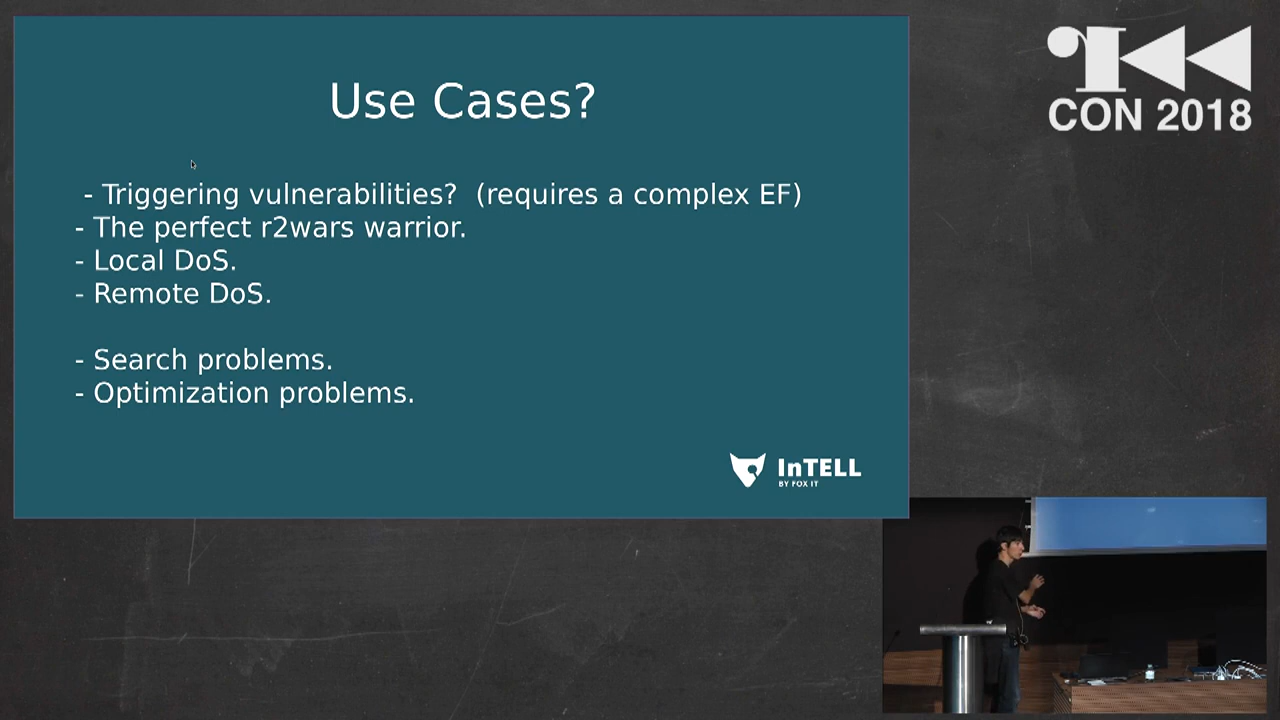 Use Cases?
- Triggering vulnerabilities?  (requires a complex EF)
- The perfect r2wars warrior.
- Local DoS.
- Remote DoS.
- Search problems.
- Optimization problems.
InTELL
BY FOX IT
CON 2018